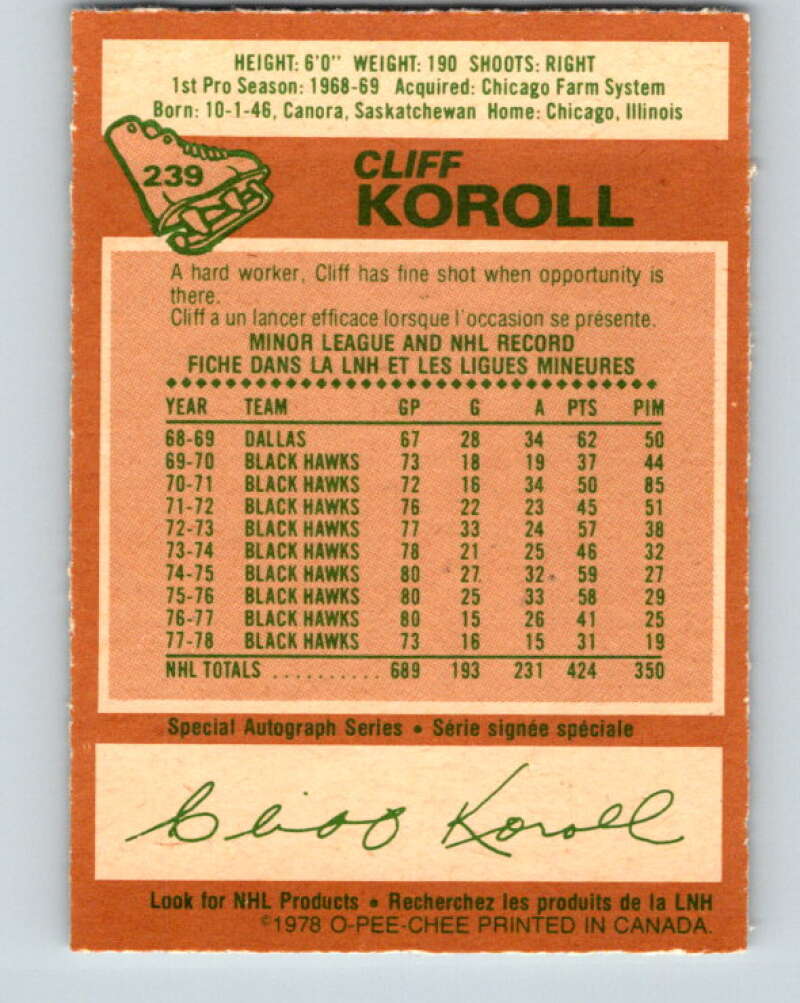 HEIGHT: 6'0" WEIGHT: 190 SHOOTS: RIGHT
1st Pro Season: 1968-69 Acquired: Chicago Farm System
Born: 10-1-46, Canora, Saskatchewan Home: Chicago, Illinois
239
CLIFF
KOROLL
A hard worker, Cliff has fine shot when opportunity is
there.
Cliff a un lancer efficace lorsque l'occasion se présente.
MINOR LEAGUE AND NHL RECORD
FICHE DANS LA LNH ET LES LIGUES MINEURES
YEAR TEAM GP G A PTS PIM
68-69 DALLAS 67 28 34 62 50
69-70 BLACK HAWKS 73 18 19 37 44
70-71 BLACK HAWKS 72 16 34 50 85
71-72 BLACK HAWKS 76 22 23 45 51
72-73 BLACK HAWKS 77 33 24 57 38
73-74 BLACK HAWKS 78 21 25 46 32
74-75 BLACK HAWKS 80 27 32 59 27
75-76 BLACK HAWKS 80 25 33 58 29
76-77 BLACK HAWKS 80 15 26 41 25
77-78 BLACK HAWKS 73 16 15 31 19
NHL TOTALS .......... 689 193 231 424 350
Special Autograph Series • Série signée spéciale
Cliff Koroll
Look for NHL Products • Recherchez les produits de la LNH
©1978 O-PEE-CHEE PRINTED IN CANADA.